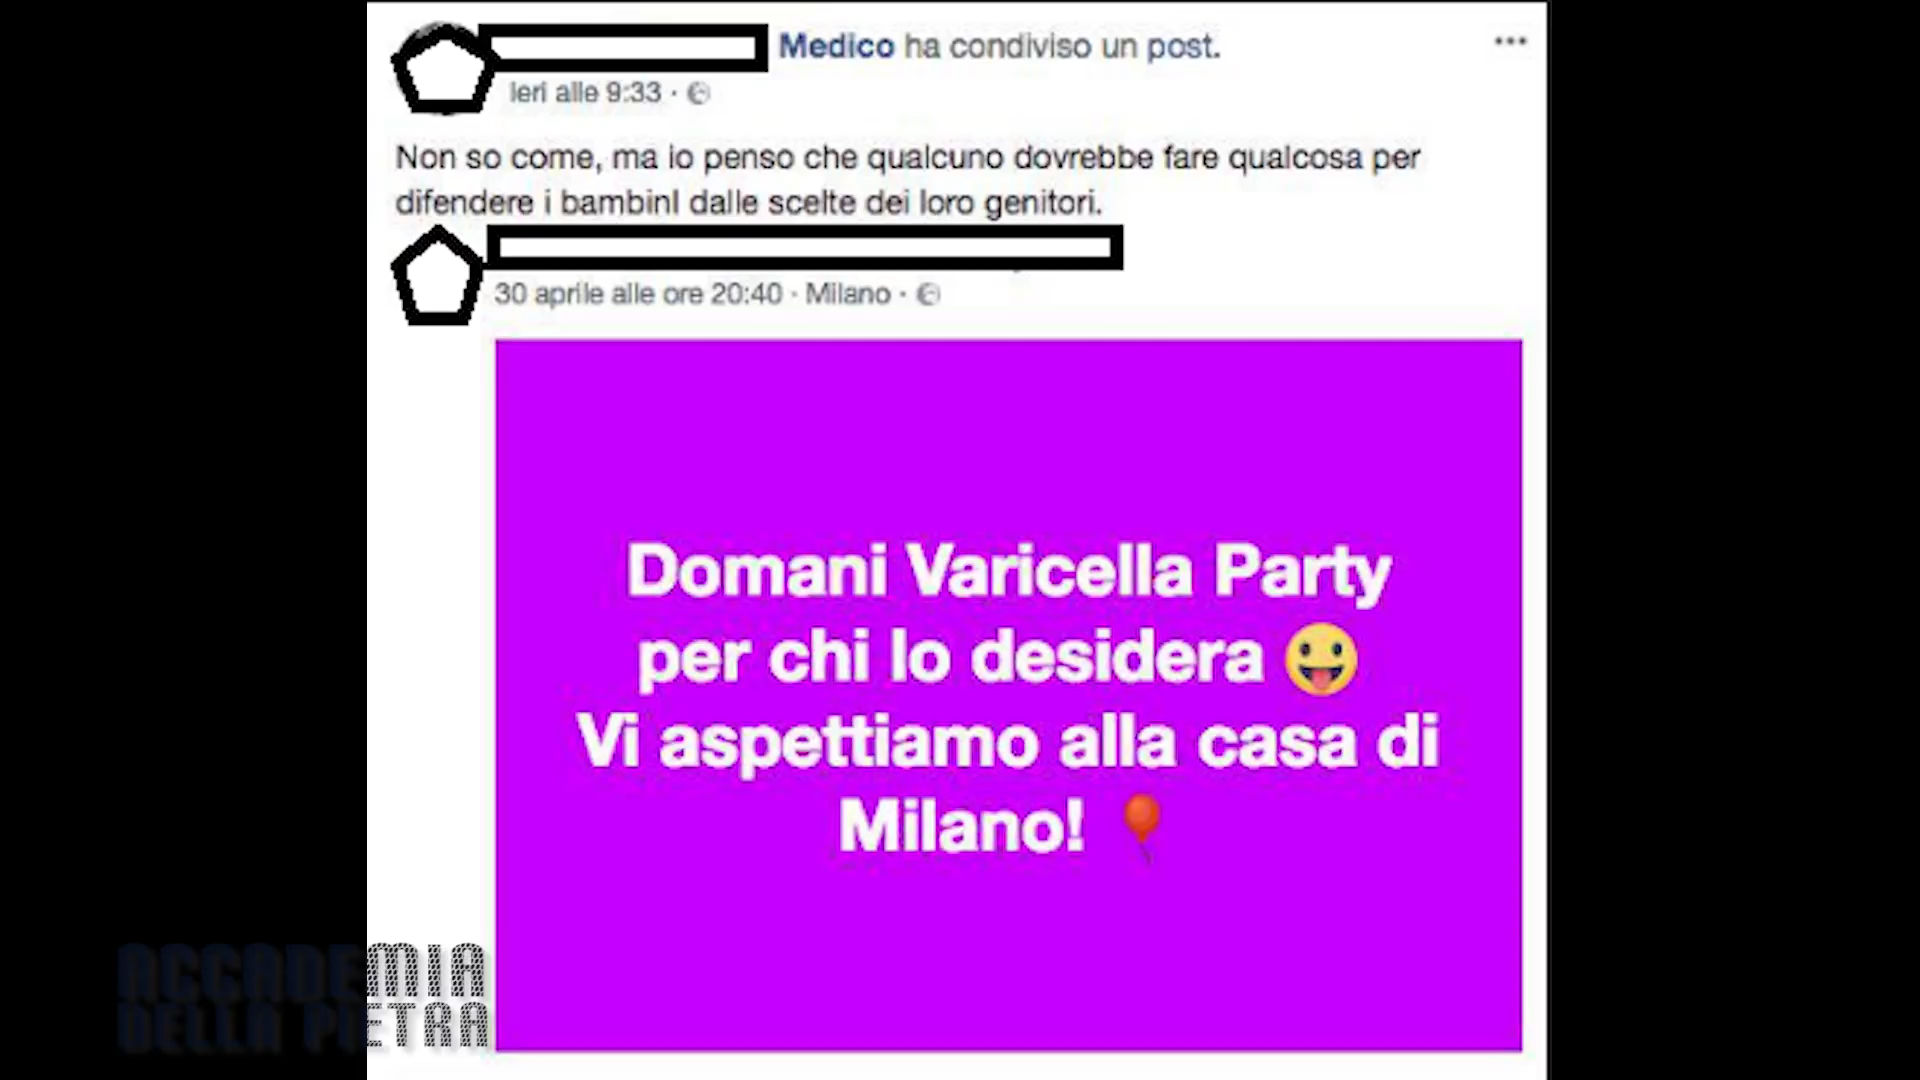 Medico ha condiviso un post.
Ieri alle 9:33 ·
Non so come, ma io penso che qualcuno dovrebbe fare qualcosa per
difendere i bambinI dalle scelte dei loro genitori.
30 aprile alle ore 20:40 · Milano ·
Domani Varicella Party
per chi lo desidera 😀
Vi aspettiamo alla casa di
Milano! 🎈
ACCADEMIA
DELLA PIETRA